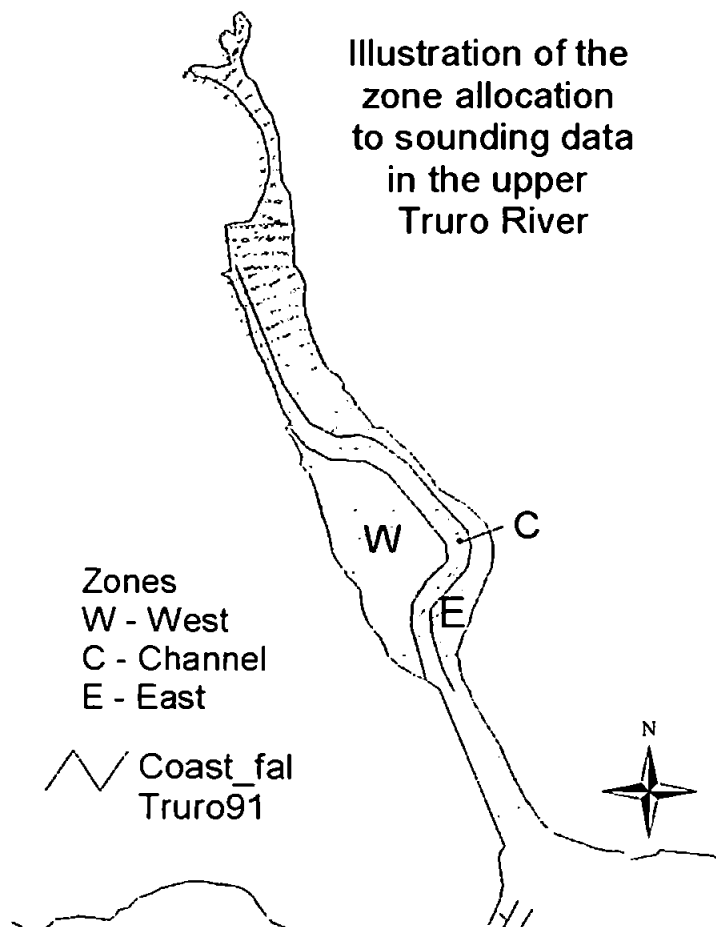 Illustration of the
zone allocation
to sounding data
in the upper
Truro River
W
C
E
Zones
W - West
C - Channel
E - East
Coast_fal
Truro91
N